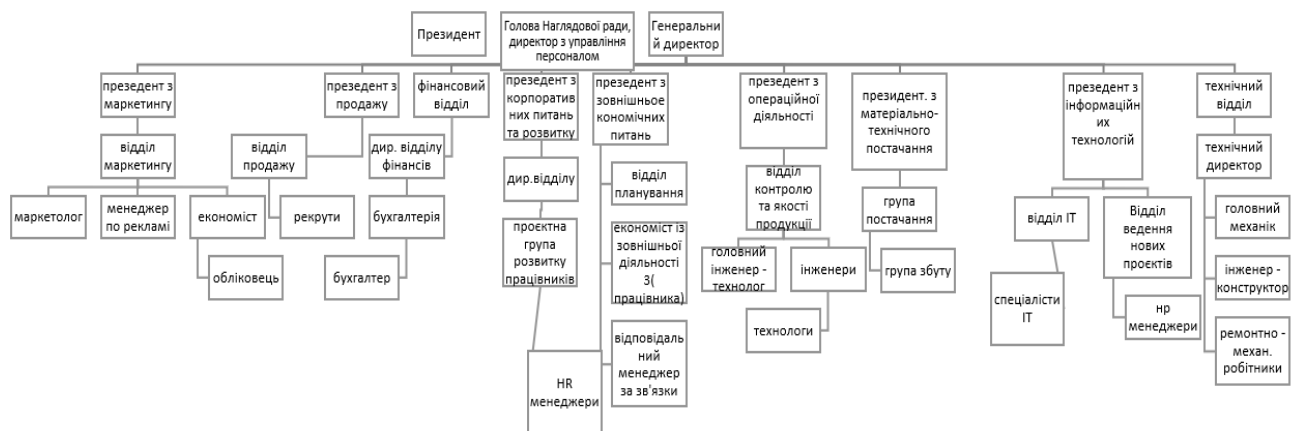 Президент
Голова Наглядової ради,
директор з управління
персоналом
Генеральни
й директор
презедент з
маркетингу
презедент з
продажу
фінансовий
відділ
презедент з
корпоратив
них питань
та розвитку
презедент з
зовнішньое
кономічних
питань
презедент з
операційної
діяльності
президент. з
матеріально-
технічного
постачання
президент з
інформаційн
их
технологій
технічний
відділ
відділ
маркетингу
відділ
продажу
дир. відділу
фінансів
дир.відділу
відділ
планування
відділ
контролю
та якості
продукції
група
постачання
відділ ІТ
Відділ
ведення
нових
проєктів
технічний
директор
маркетолог
менеджер
по рекламі
економіст
рекрути
бухгалтерія
проєктна
група
розвитку
працівників
економіст із
зовнішньої
діяльності
3(
працівника)
головний
інженер -
технолог
інженери
група збуту
головний
механік
обліковець
бухгалтер
спеціалісти
ІТ
нр
менеджери
інженер -
конструктор
технологи
HR
менеджери
відповідаль
ний
менеджер
за зв'язки
ремонтно -
механ.
робітники